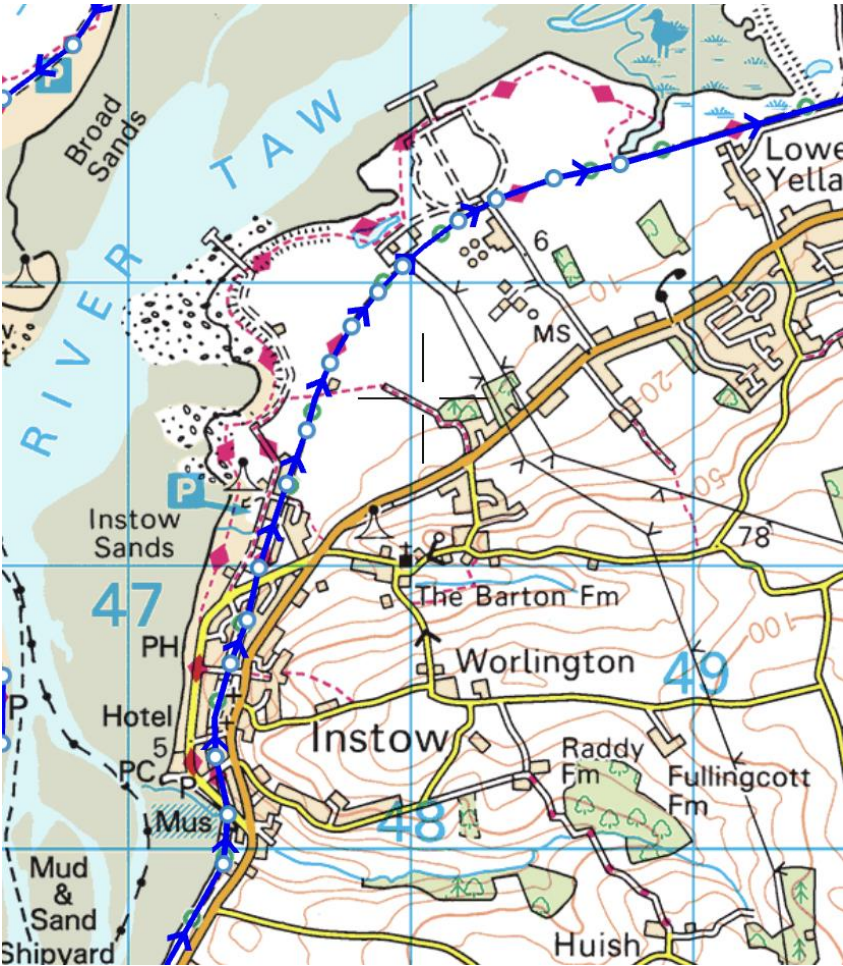 P
Broad
Sands
RIVER TAW
Lowe
Yella
6
10
MS
20
50
P
Instow
Sands
78
47
The Barton Fm
100
PH
Worlington
49
P
Hotel
5
Instow
PC
P
Raddy
Fm
Fullingcott
Fm
Mus
48
Mud
&
Sand
Shipyard
Huish